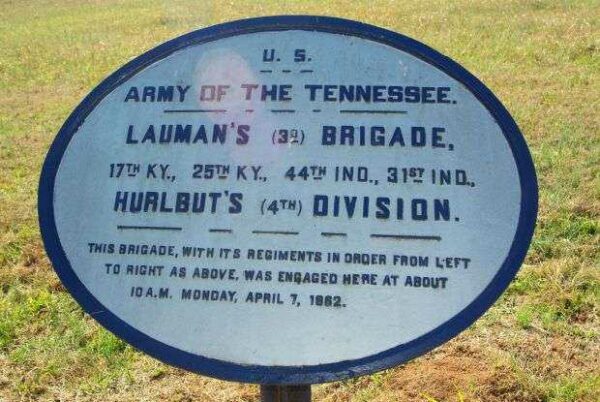 U. S.
ARMY OF THE TENNESSEE.
LAUMAN'S (3D) BRIGADE,
17TH KY., 25TH KY., 44TH IND., 31ST IND.,
HURLBUT'S (4TH) DIVISION.
THIS BRIGADE, WITH ITS REGIMENTS IN ORDER FROM LEFT
TO RIGHT AS ABOVE, WAS ENGAGED HERE AT ABOUT
10 A.M. MONDAY, APRIL 7, 1862.